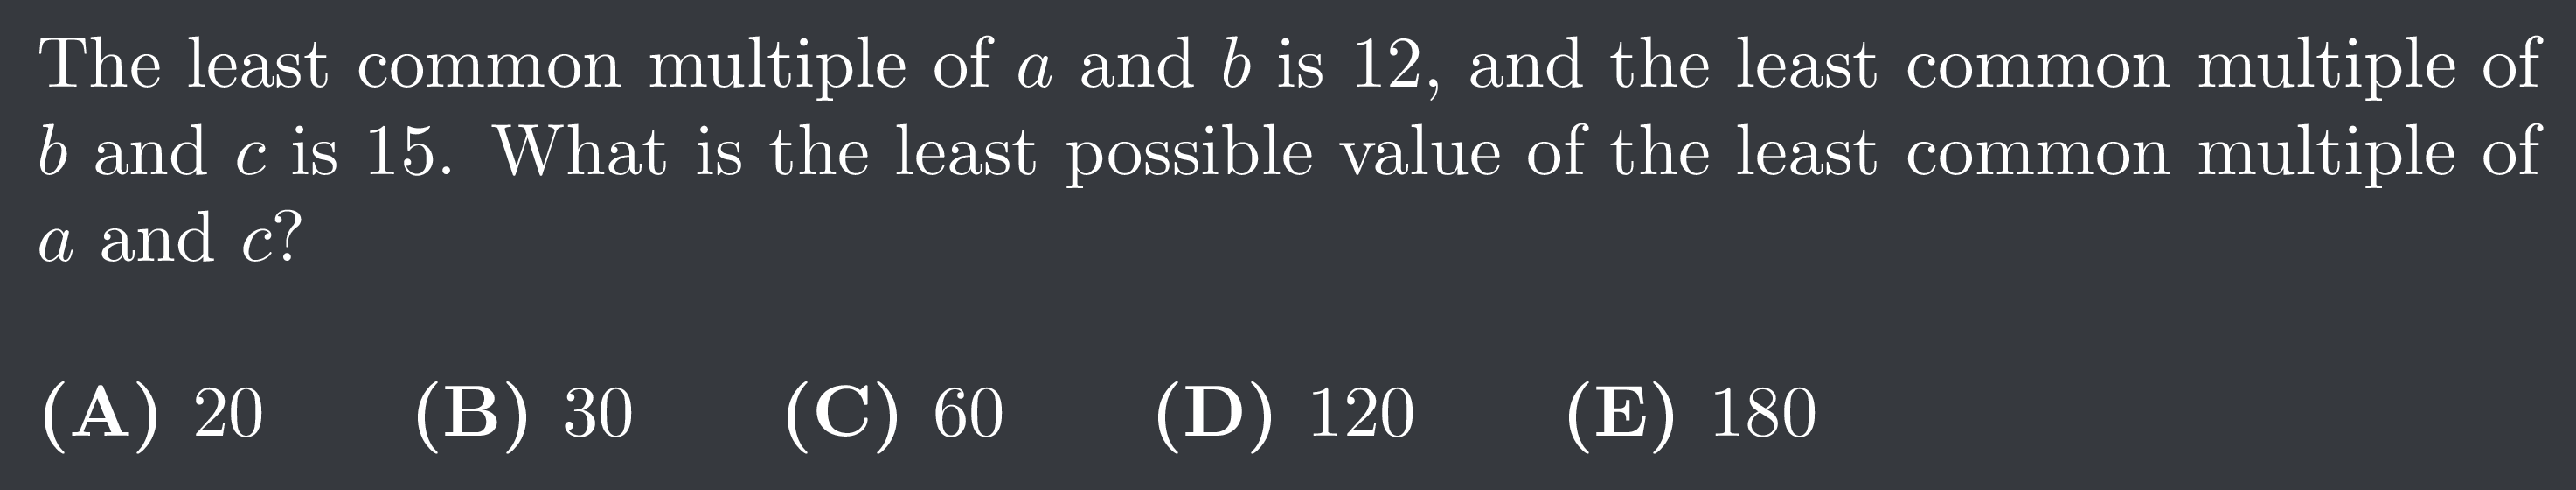 The least common multiple of a and b is 12, and the least common multiple of
b and c is 15. What is the least possible value of the least common multiple of
a and c?
(A) 20 (B) 30 (C) 60 (D) 120 (E) 180